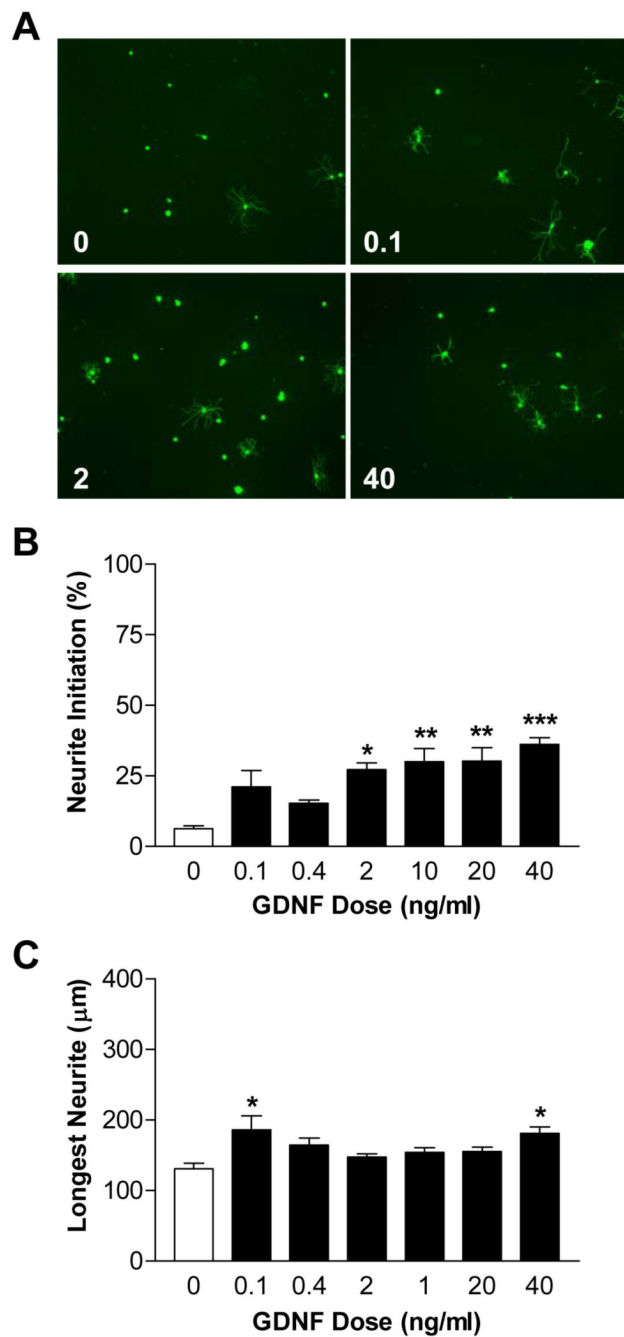 A
0
0.1
2
40
B
100
75
50
25
0
Neurite Initiation (%)
*
**
**
***
0 0.1 0.4 2 10 20 40
GDNF Dose (ng/ml)
C
400
300
200
100
0
Longest Neurite (μm)
*
*
0 0.1 0.4 2 1 20 40
GDNF Dose (ng/ml)